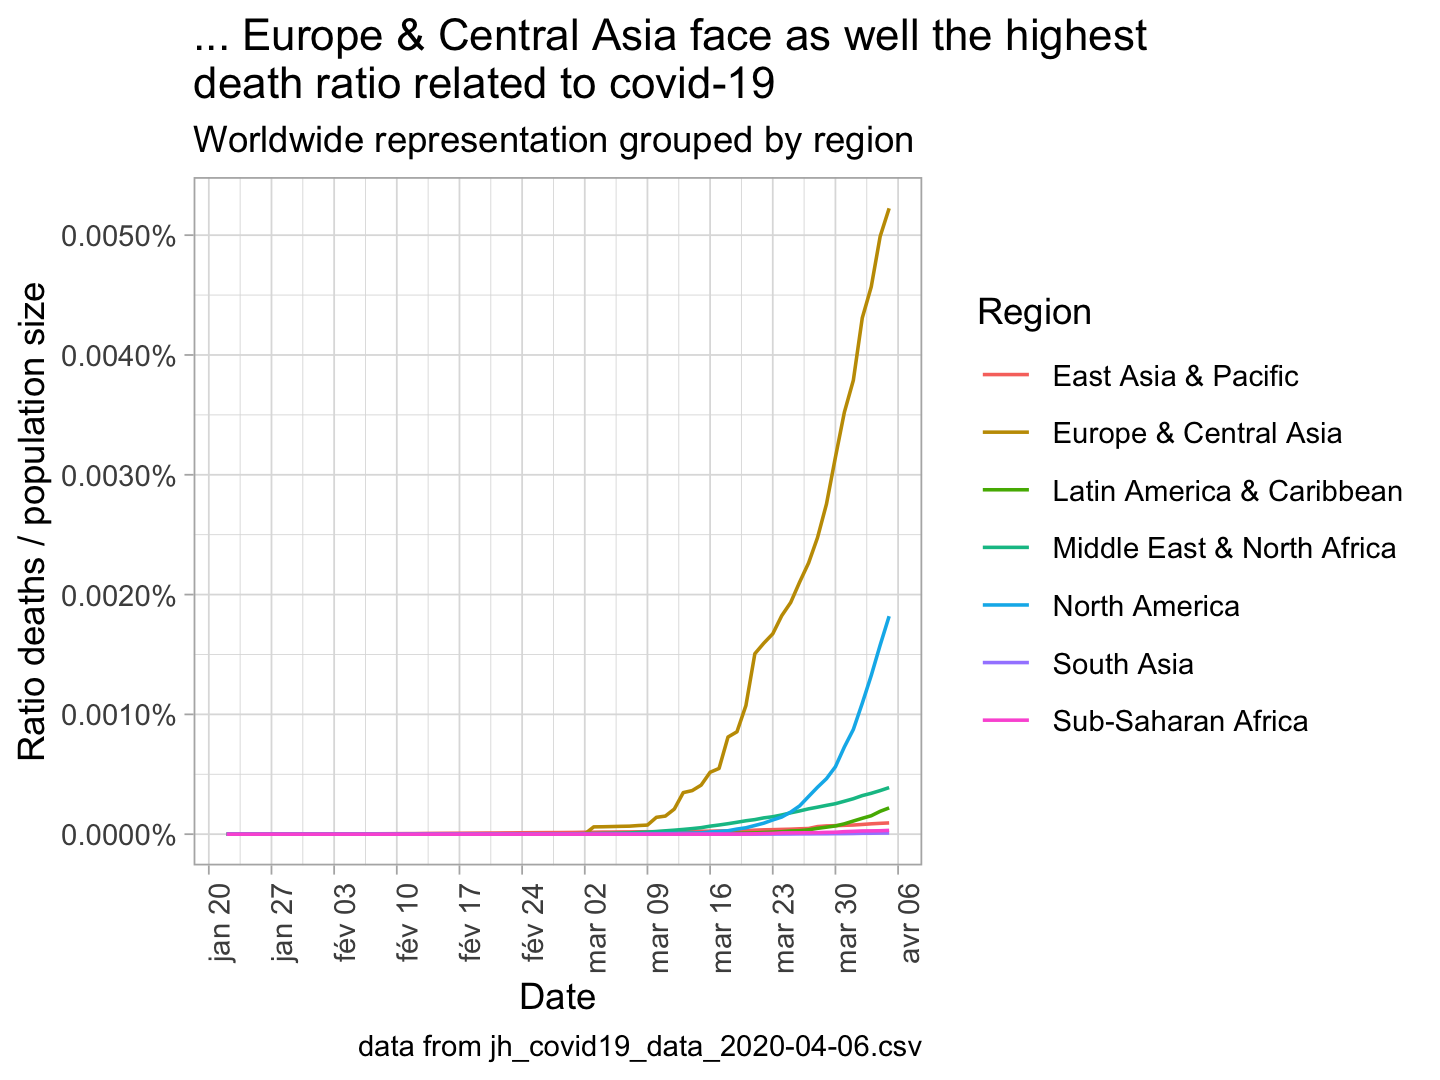 ... Europe & Central Asia face as well the highest
death ratio related to covid-19
Worldwide representation grouped by region
Ratio deaths / population size
0.0050%
0.0040%
0.0030%
0.0020%
0.0010%
0.0000%
jan 20
jan 27
fév 03
fév 10
fév 17
fév 24
mar 02
mar 09
mar 16
mar 23
mar 30
avr 06
Date
Region
East Asia & Pacific
Europe & Central Asia
Latin America & Caribbean
Middle East & North Africa
North America
South Asia
Sub-Saharan Africa
data from jh_covid19_data_2020-04-06.csv